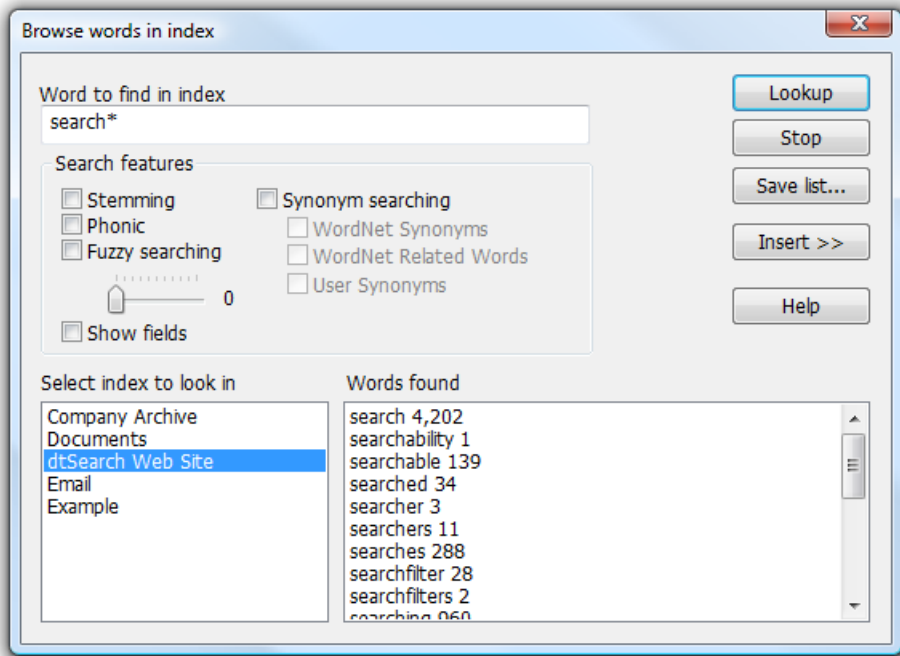 Browse words in index
Word to find in index
search*
Lookup
Stop
Save list...
Insert >>
Help
Search features
Stemming
Phonic
Fuzzy searching
0
Show fields
Synonym searching
WordNet Synonyms
WordNet Related Words
User Synonyms
Select index to look in
Company Archive
Documents
dtSearch Web Site
Email
Example
Words found
search 4,202
searchability 1
searchable 139
searched 34
searcher 3
searchers 11
searches 288
searchfilter 28
searchfilters 2
searching 960